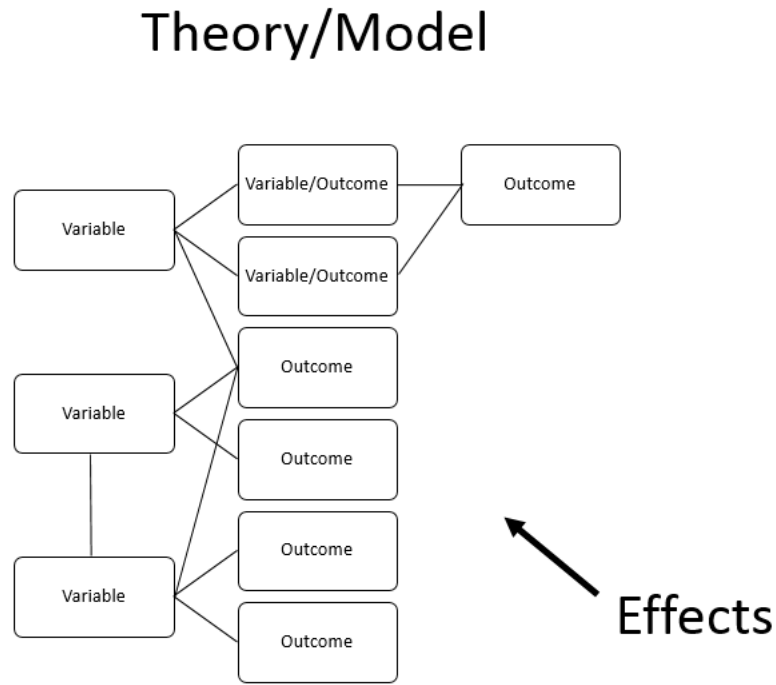 Theory/Model
Variable/Outcome
Outcome
Variable
Variable/Outcome
Outcome
Variable
Outcome
Outcome
Variable
Outcome
Effects